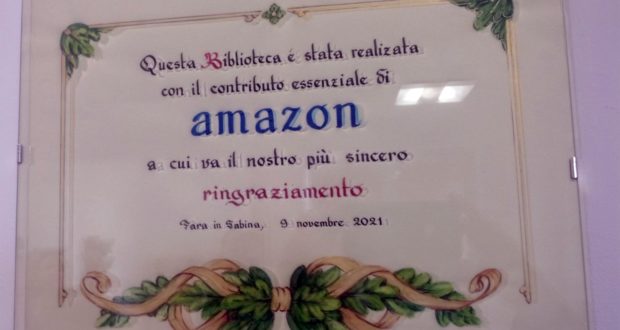 Questa Biblioteca é stata realizata
con il contributo essenziale di
amazon
a cui va il nostro più sincero
ringraziamento
Fara in Sabina, 9 novembre 2021